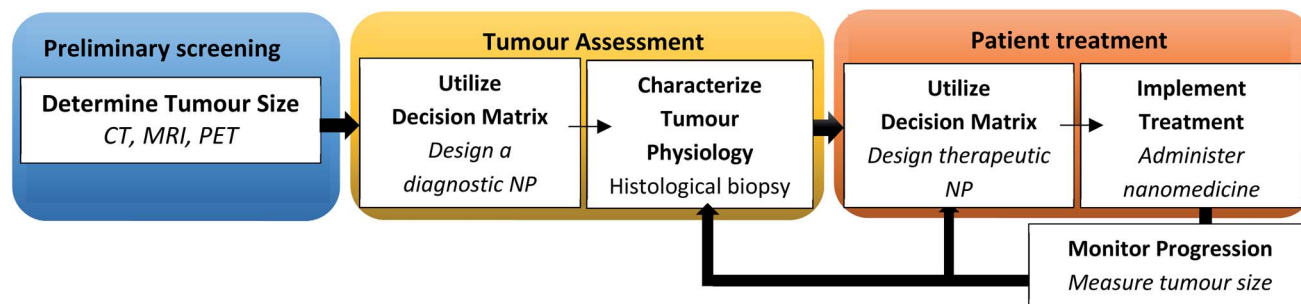 Preliminary screening
Determine Tumour Size
CT, MRI, PET
Tumour Assessment
Utilize
Decision Matrix
Design a
diagnostic NP
Characterize
Tumour
Physiology
Histological biopsy
Patient treatment
Utilize
Decision Matrix
Design therapeutic
NP
Implement
Treatment
Administer
nanomedicine
Monitor Progression
Measure tumour size